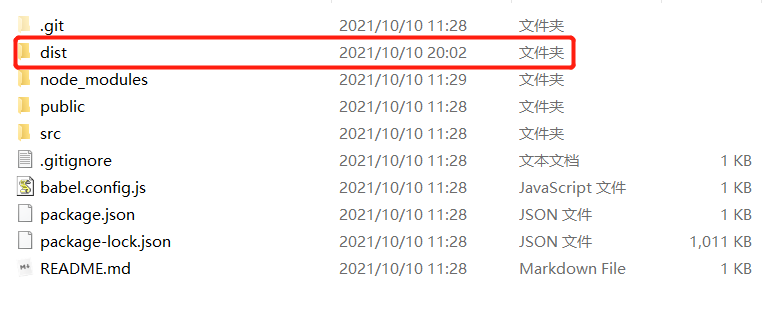 .git 2021/10/10 11:28 文件夹
dist 2021/10/10 20:02 文件夹
node_modules 2021/10/10 11:29 文件夹
public 2021/10/10 11:28 文件夹
src 2021/10/10 11:28 文件夹
.gitignore 2021/10/10 11:28 文本文档 1 KB
babel.config.js 2021/10/10 11:28 JavaScript 文件 1 KB
package.json 2021/10/10 11:28 JSON 文件 1 KB
package-lock.json 2021/10/10 11:28 JSON 文件 1,011 KB
README.md 2021/10/10 11:28 Markdown File 1 KB